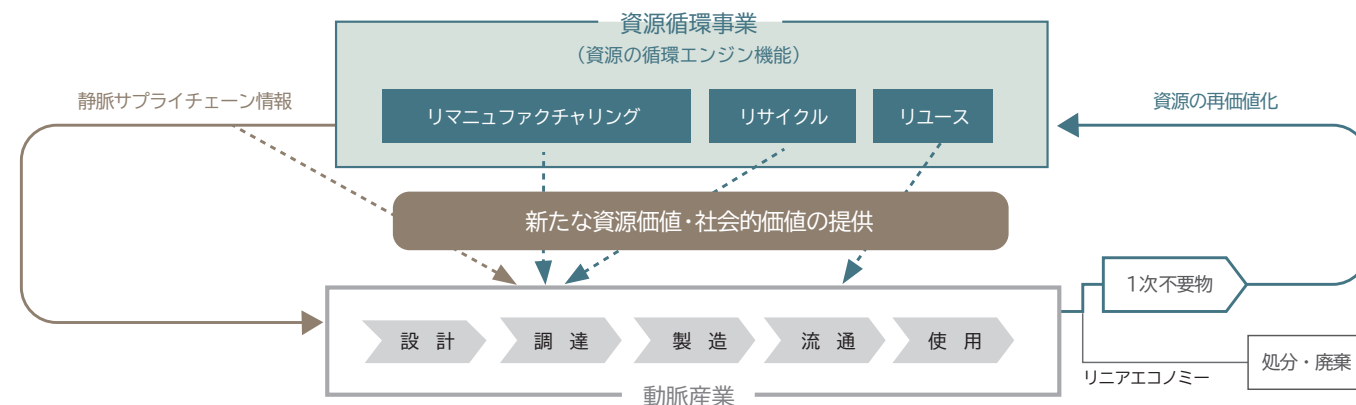 資源循環事業
（資源の循環エンジン機能）
静脈サプライチェーン情報
リマニュファクチャリング
リサイクル
リユース
資源の再価値化
新たな資源価値・社会的価値の提供
1次不要物
設 計
調 達
製 造
流 通
使 用
処分・廃棄
リニアエコノミー
動脈産業